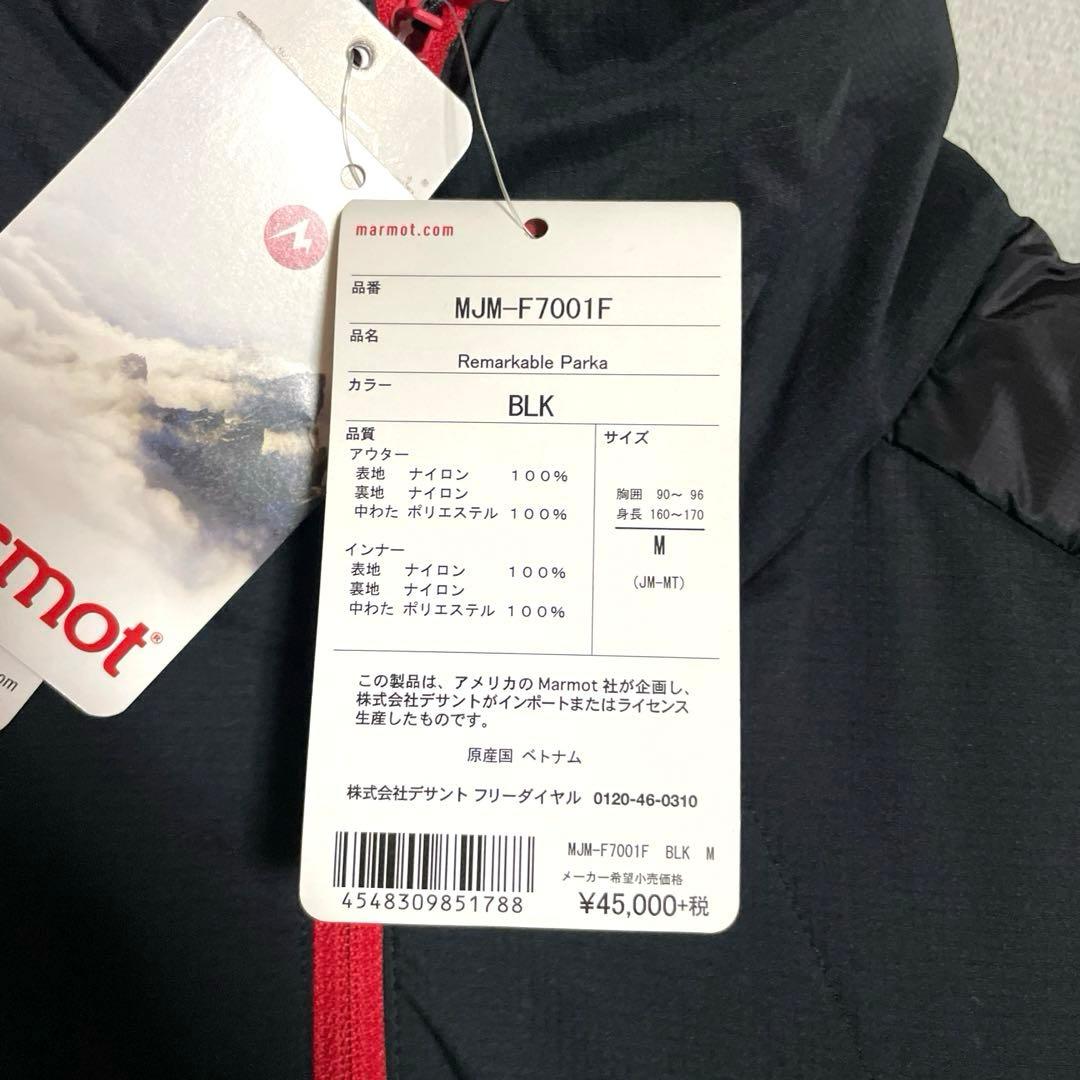 marmot.com
品番
MJM-F7001F
品名
Remarkable Parka
カラー
BLK
品質
アウター
表地 ナイロン 100%
裏地 ナイロン
中わた ポリエステル 100%
インナー
表地 ナイロン 100%
裏地 ナイロン
中わた ポリエステル 100%
サイズ
胸囲 90~ 96
身長 160~170
M
(JM-MT)
この製品は、アメリカのMarmot社が企画し、
株式会社デサントがインポートまたはライセンス
生産したものです。
原産国 ベトナム
株式会社デサント フリーダイヤル 0120-46-0310
MJM-F7001F BLK M
メーカー希望小売価格
¥45,000+税
4548309851788
rmot®
om